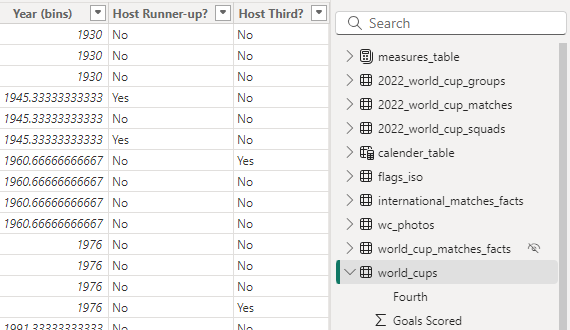 Year (bins) Host Runner-up? Host Third?
1930 No No
1930 No No
1930 No No
1945.33333333333 Yes No
1945.33333333333 No No
1945.33333333333 Yes No
1960.66666666667 No Yes
1960.66666666667 No No
1960.66666666667 No No
1960.66666666667 No No
1976 No No
1976 No No
1976 No No
1976 No Yes
1991.33333333333 No No
Search
measures_table
2022_world_cup_groups
2022_world_cup_matches
2022_world_cup_squads
calender_table
flags_iso
international_matches_facts
wc_photos
world_cup_matches_facts
world_cups
Fourth
Goals Scored